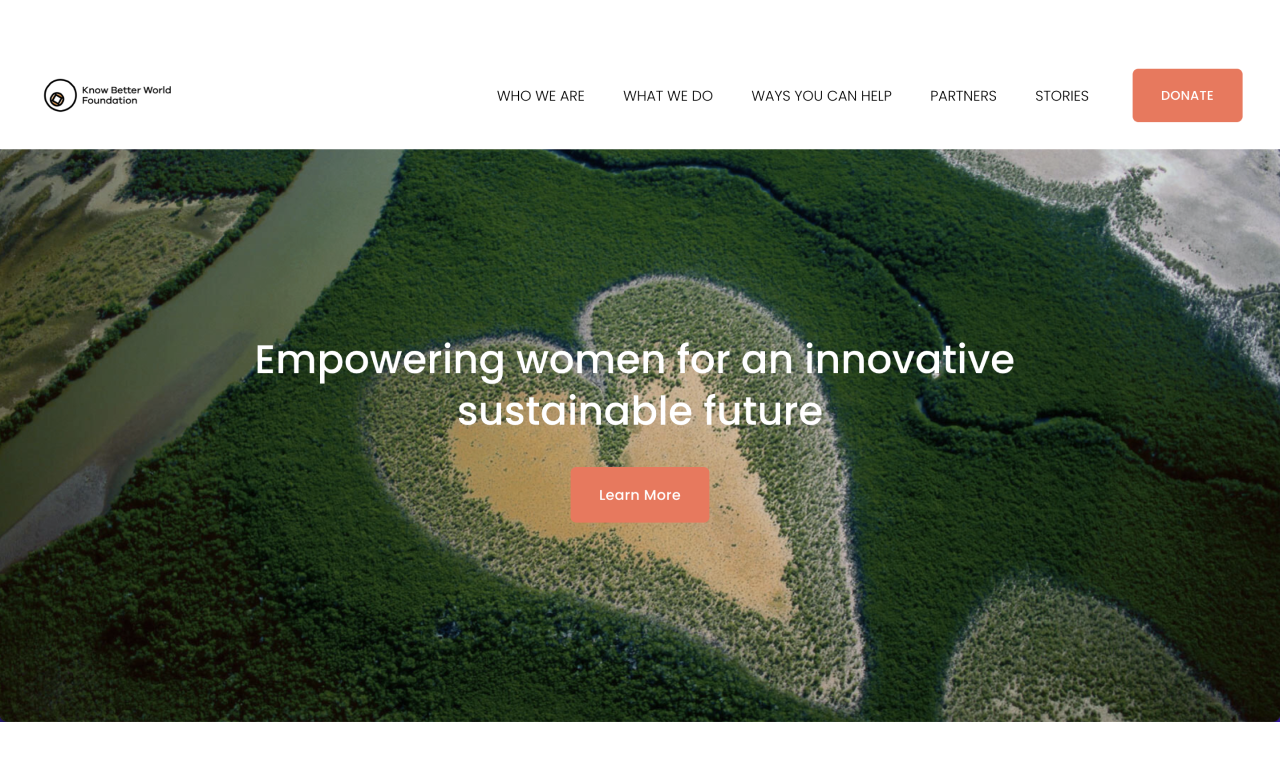 Know Better World
Foundation
WHO WE ARE
WHAT WE DO
WAYS YOU CAN HELP
PARTNERS
STORIES
DONATE
Empowering women for an innovative
sustainable future
Learn More